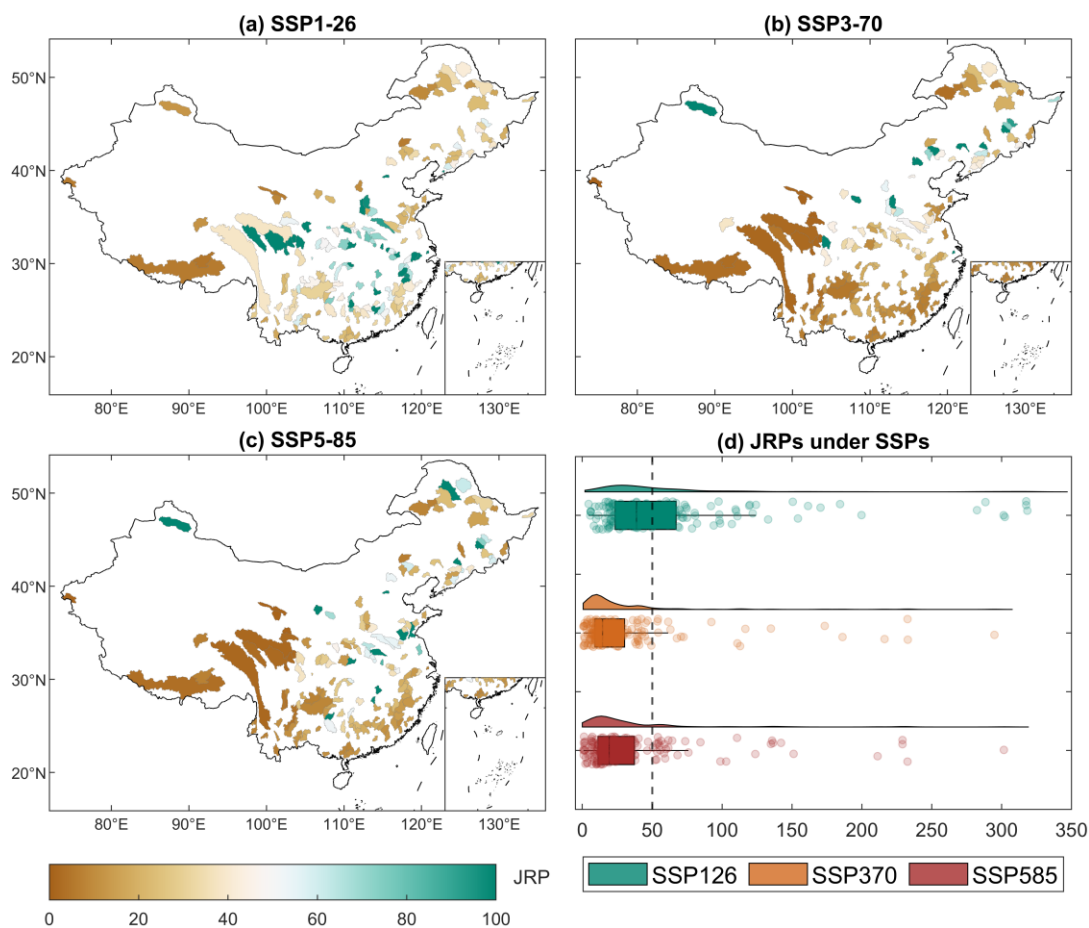 (a) SSP1-26
(b) SSP3-70
50°N
40°N
30°N
20°N
80°E 90°E 100°E 110°E 120°E 130°E
50°N
40°N
30°N
20°N
80°E 90°E 100°E 110°E 120°E 130°E
(c) SSP5-85
(d) JRPs under SSPs
50°N
40°N
30°N
20°N
80°E 90°E 100°E 110°E 120°E 130°E
0 50 100 150 200 250 300 350
JRP
0 20 40 60 80 100
SSP126 SSP370 SSP585